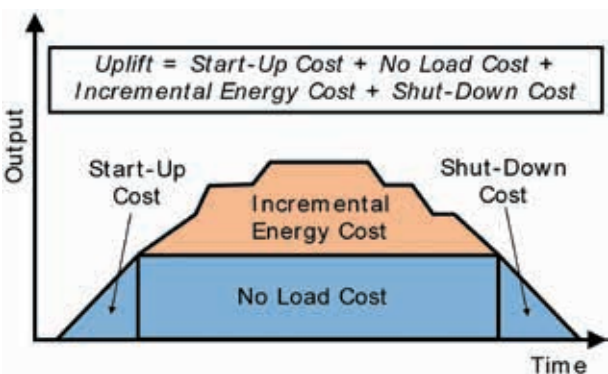 Uplift = Start-Up Cost + No Load Cost +
Incremental Energy Cost + Shut-Down Cost
Output
Start-Up
Cost
Shut-Down
Cost
Incremental
Energy Cost
No Load Cost
Time